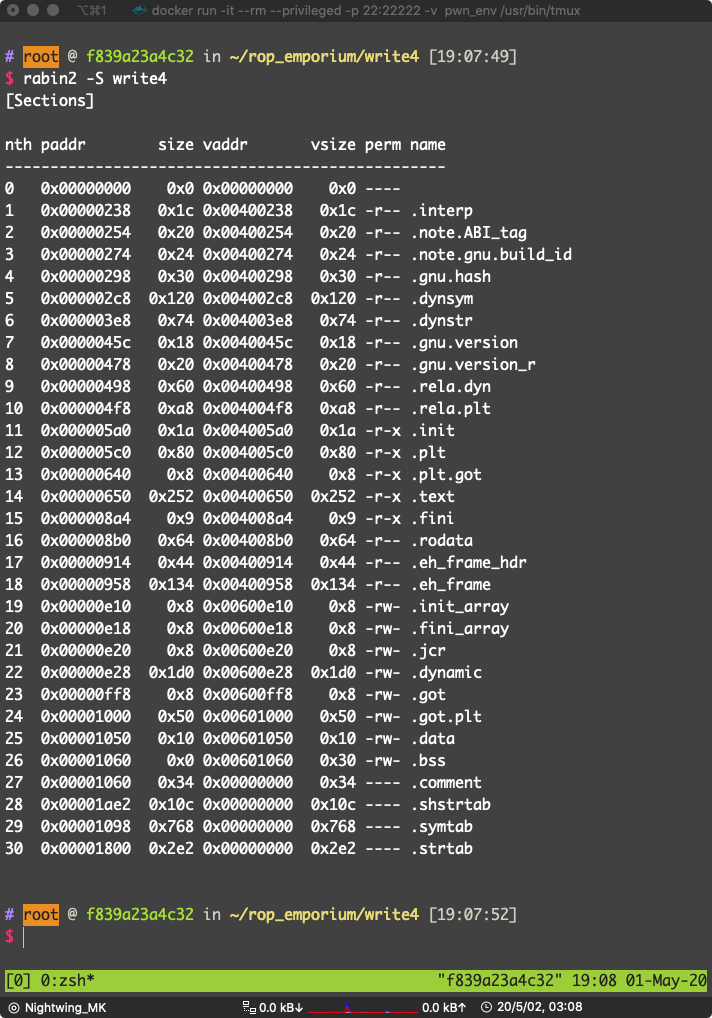 ⌥⌘1 docker run -it --rm --privileged -p 22:22222 -v  pwn_env /usr/bin/tmux
# root @ f839a23a4c32 in ~/rop_emporium/write4 [19:07:49]
$ rabin2 -S write4
[Sections]
nth paddr        size vaddr       vsize perm name
-------------------------------------------------
0   0x00000000    0x0 0x00000000    0x0 ----
1   0x00000238   0x1c 0x00400238   0x1c -r-- .interp
2   0x00000254   0x20 0x00400254   0x20 -r-- .note.ABI_tag
3   0x00000274   0x24 0x00400274   0x24 -r-- .note.gnu.build_id
4   0x00000298   0x30 0x00400298   0x30 -r-- .gnu.hash
5   0x000002c8  0x120 0x004002c8  0x120 -r-- .dynsym
6   0x000003e8   0x74 0x004003e8   0x74 -r-- .dynstr
7   0x0000045c   0x18 0x0040045c   0x18 -r-- .gnu.version
8   0x00000478   0x20 0x00400478   0x20 -r-- .gnu.version_r
9   0x00000498   0x60 0x00400498   0x60 -r-- .rela.dyn
10  0x000004f8   0xa8 0x004004f8   0xa8 -r-- .rela.plt
11  0x000005a0   0x1a 0x004005a0   0x1a -r-x .init
12  0x000005c0   0x80 0x004005c0   0x80 -r-x .plt
13  0x00000640    0x8 0x00400640    0x8 -r-x .plt.got
14  0x00000650  0x252 0x00400650  0x252 -r-x .text
15  0x000008a4    0x9 0x004008a4    0x9 -r-x .fini
16  0x000008b0   0x64 0x004008b0   0x64 -r-- .rodata
17  0x00000914   0x44 0x00400914   0x44 -r-- .eh_frame_hdr
18  0x00000958  0x134 0x00400958  0x134 -r-- .eh_frame
19  0x00000e10    0x8 0x00600e10    0x8 -rw- .init_array
20  0x00000e18    0x8 0x00600e18    0x8 -rw- .fini_array
21  0x00000e20    0x8 0x00600e20    0x8 -rw- .jcr
22  0x00000e28  0x1d0 0x00600e28  0x1d0 -rw- .dynamic
23  0x00000ff8    0x8 0x00600ff8    0x8 -rw- .got
24  0x00001000   0x50 0x00601000   0x50 -rw- .got.plt
25  0x00001050   0x10 0x00601050   0x10 -rw- .data
26  0x00001060    0x0 0x00601060   0x30 -rw- .bss
27  0x00001060   0x34 0x00000000   0x34 ---- .comment
28  0x00001ae2  0x10c 0x00000000  0x10c ---- .shstrtab
29  0x00001098  0x768 0x00000000  0x768 ---- .symtab
30  0x00001800  0x2e2 0x00000000  0x2e2 ---- .strtab
# root @ f839a23a4c32 in ~/rop_emporium/write4 [19:07:52]
$
[0] 0:zsh* "f839a23a4c32" 19:08 01-May-20
Nightwing_MK 0.0 kB↓ 0.0 kB↑ 20/5/02, 03:08